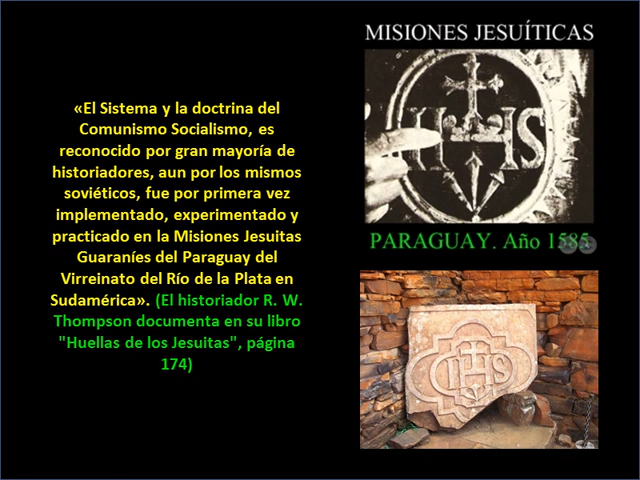 MISIONES JESUÍTICAS
IHS
PARAGUAY. Año 1585
«El Sistema y la doctrina del
Comunismo Socialismo, es
reconocido por gran mayoría de
historiadores, aun por los mismos
soviéticos, fue por primera vez
implementado, experimentado y
practicado en la Misiones Jesuitas
Guaraníes del Paraguay del
Virreinato del Río de la Plata en
Sudamérica». (El historiador R. W.
Thompson documenta en su libro
"Huellas de los Jesuitas", página
174)
IHS